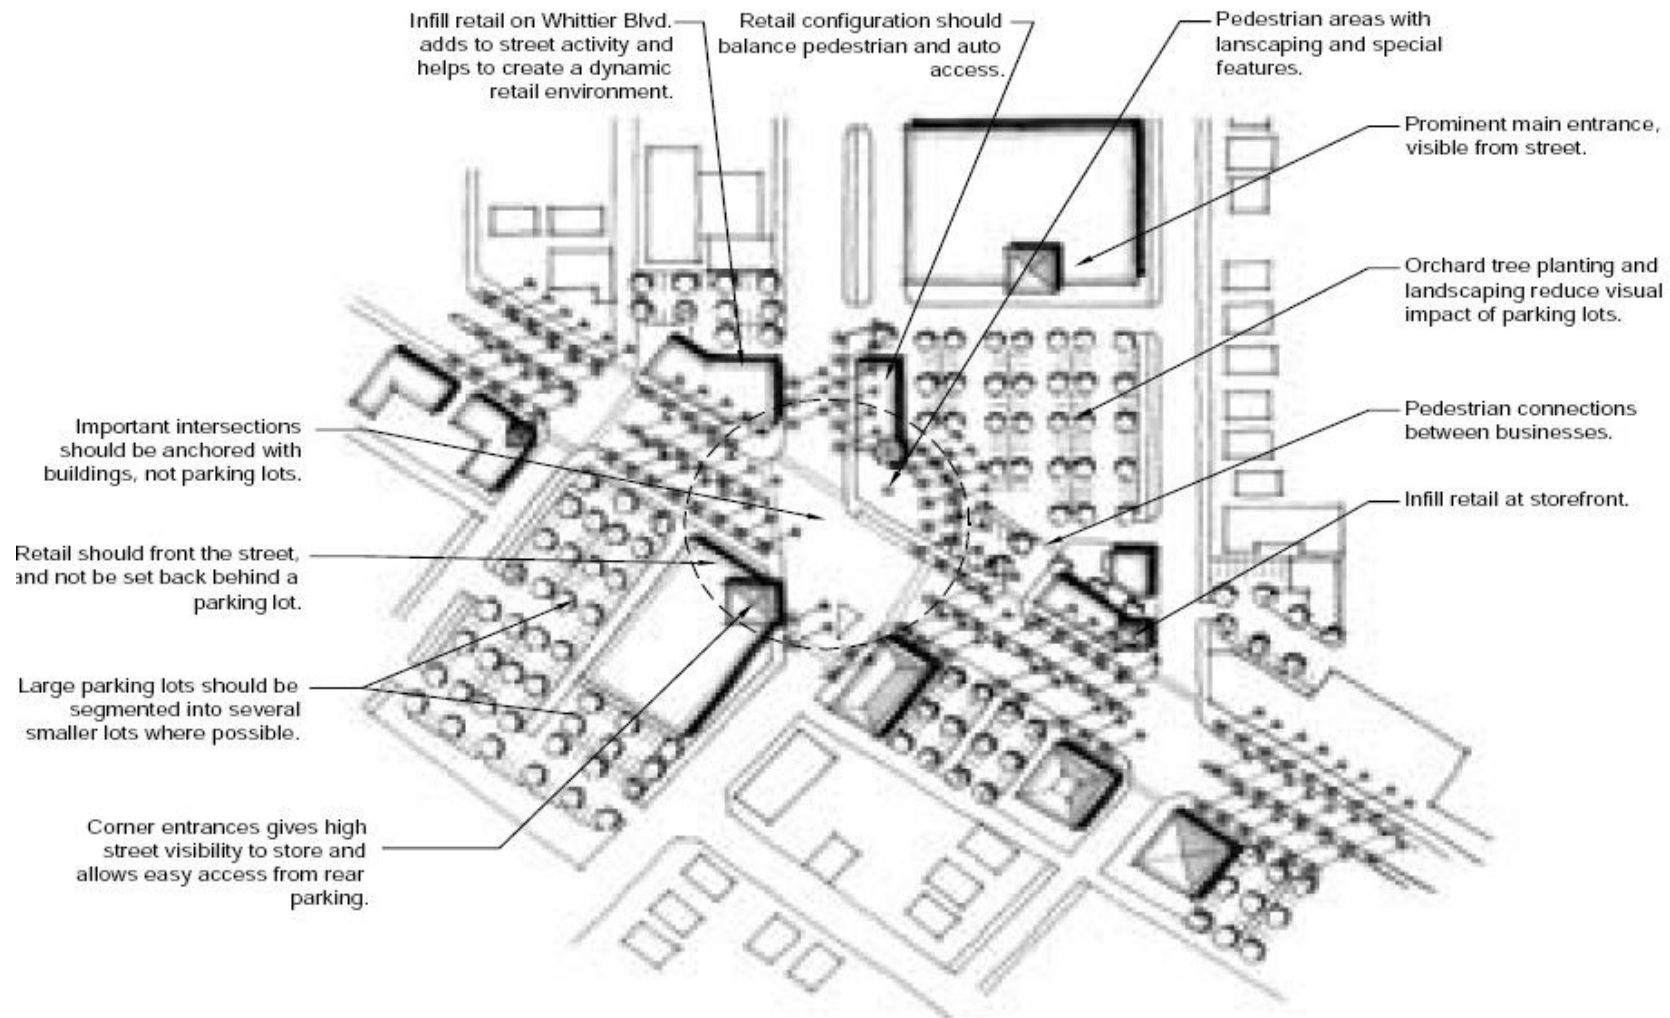 Infill retail on Whittier Blvd.
adds to street activity and
helps to create a dynamic
retail environment.
Retail configuration should
balance pedestrian and auto
access.
Pedestrian areas with
lanscaping and special
features.
Prominent main entrance,
visible from street.
Orchard tree planting and
landscaping reduce visual
impact of parking lots.
Pedestrian connections
between businesses.
Infill retail at storefront.
Important intersections
should be anchored with
buildings, not parking lots.
Retail should front the street,
and not be set back behind a
parking lot.
Large parking lots should be
segmented into several
smaller lots where possible.
Corner entrances gives high
street visibility to store and
allows easy access from rear
parking.